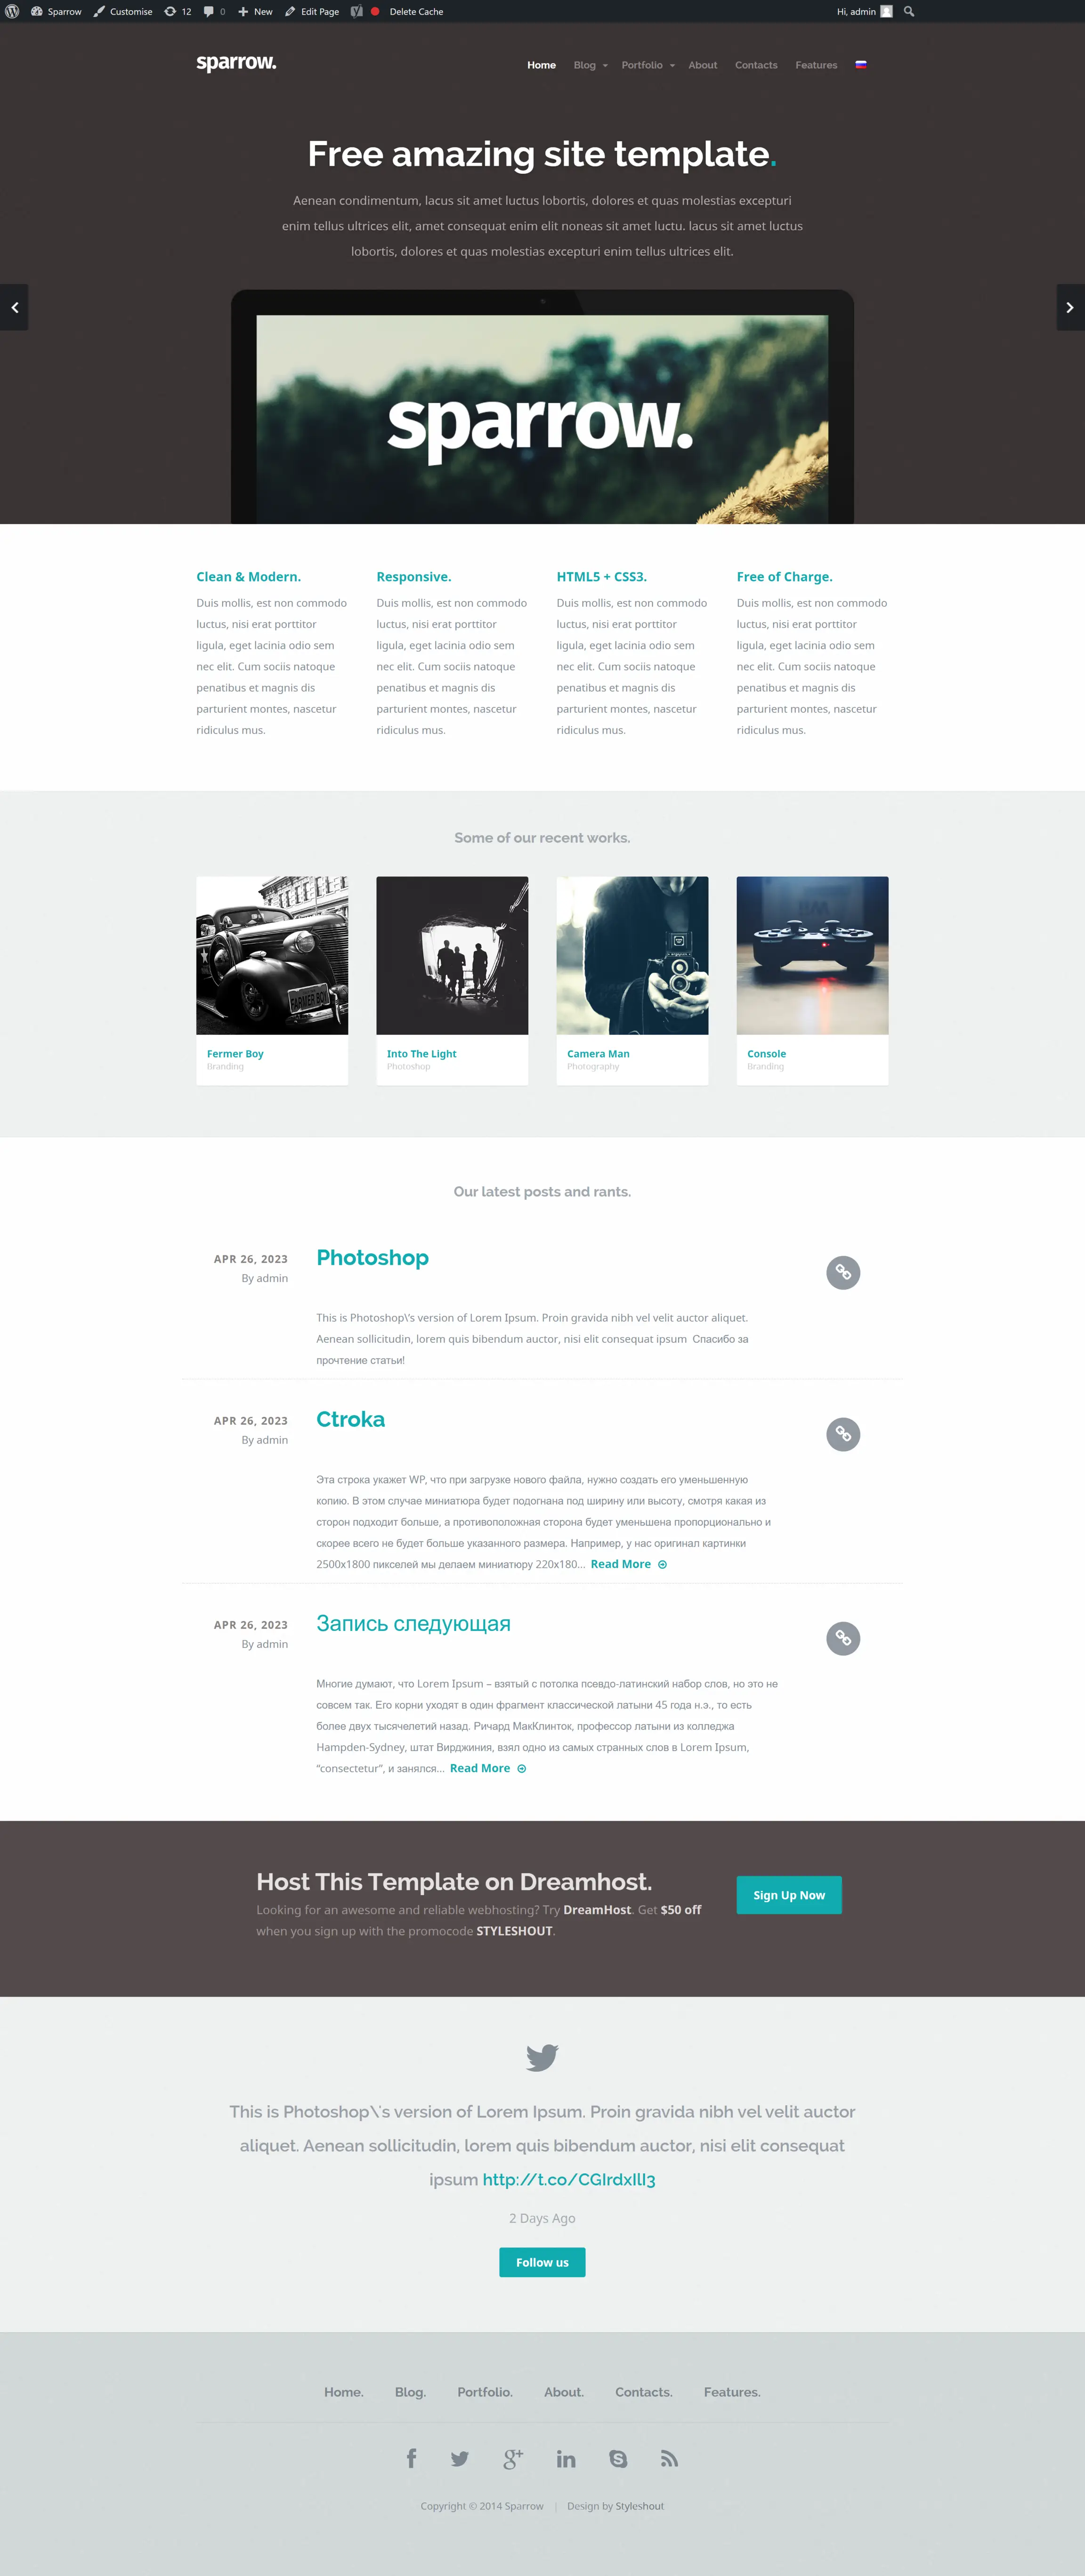 Sparrow Customise 12 0 New Edit Page Delete Cache Hi, admin
sparrow. Home Blog Portfolio About Contacts Features
Free amazing site template.
Aenean condimentum, lacus sit amet luctus lobortis, dolores et quas molestias excepturi
enim tellus ultrices elit, amet consequat enim elit noneas sit amet luctu. lacus sit amet luctus
lobortis, dolores et quas molestias excepturi enim tellus ultrices elit.
sparrow.
Clean & Modern.
Duis mollis, est non commodo
luctus, nisi erat porttitor
ligula, eget lacinia odio sem
nec elit. Cum sociis natoque
penatibus et magnis dis
parturient montes, nascetur
ridiculus mus.
Responsive.
Duis mollis, est non commodo
luctus, nisi erat porttitor
ligula, eget lacinia odio sem
nec elit. Cum sociis natoque
penatibus et magnis dis
parturient montes, nascetur
ridiculus mus.
HTML5 + CSS3.
Duis mollis, est non commodo
luctus, nisi erat porttitor
ligula, eget lacinia odio sem
nec elit. Cum sociis natoque
penatibus et magnis dis
parturient montes, nascetur
ridiculus mus.
Free of Charge.
Duis mollis, est non commodo
luctus, nisi erat porttitor
ligula, eget lacinia odio sem
nec elit. Cum sociis natoque
penatibus et magnis dis
parturient montes, nascetur
ridiculus mus.
Some of our recent works.
FARMER BOY
Fermer Boy
Branding
Into The Light
Photoshop
Camera Man
Photography
Console
Branding
Our latest posts and rants.
APR 26, 2023
By admin
Photoshop
This is Photoshop\'s version of Lorem Ipsum. Proin gravida nibh vel velit auctor aliquet.
Aenean sollicitudin, lorem quis bibendum auctor, nisi elit consequat ipsum Спасибо за
прочтение статьи!
APR 26, 2023
By admin
Ctroka
Эта строка укажет WP, что при загрузке нового файла, нужно создать его уменьшенную
копию. В этом случае миниатюра будет подогнана под ширину или высоту, смотря какая из
сторон подходит больше, а противоположная сторона будет уменьшена пропорционально и
скорее всего не будет больше указанного размера. Например, у нас оригинал картинки
2500x1800 пикселей мы делаем миниатюру 220x180... Read More
APR 26, 2023
By admin
Запись следующая
Многие думают, что Lorem Ipsum – взятый с потолка псевдо-латинский набор слов, но это не
совсем так. Его корни уходят в один фрагмент классической латыни 45 года н.э., то есть
более двух тысячелетий назад. Ричард МакКлинток, профессор латыни из колледжа
Hampden-Sydney, штат Вирджиния, взял одно из самых странных слов в Lorem Ipsum,
“consectetur”, и занялся... Read More
Host This Template on Dreamhost.
Looking for an awesome and reliable webhosting? Try DreamHost. Get $50 off
when you sign up with the promocode STYLESHOUT.
Sign Up Now
This is Photoshop\'s version of Lorem Ipsum. Proin gravida nibh vel velit auctor
aliquet. Aenean sollicitudin, lorem quis bibendum auctor, nisi elit consequat
ipsum http://t.co/CGIrdxIlI3
2 Days Ago
Follow us
Home. Blog. Portfolio. About. Contacts. Features.
Copyright © 2014 Sparrow | Design by Styleshout